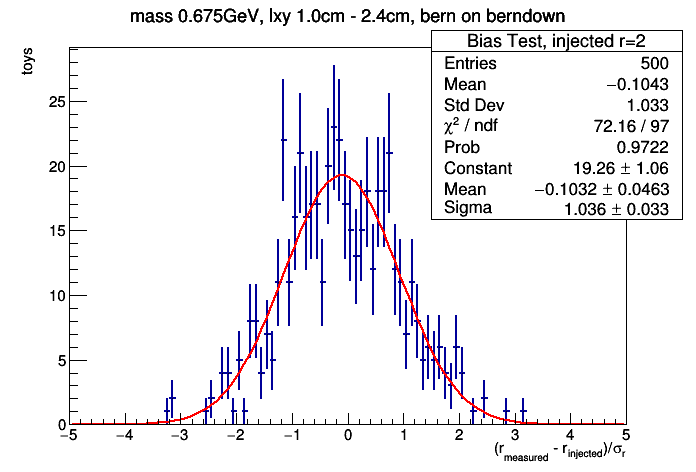 mass 0.675GeV, lxy 1.0cm - 2.4cm, bern on berndown
Bias Test, injected r=2
Entries 500
Mean −0.1043
Std Dev 1.033
χ² / ndf 72.16 / 97
Prob 0.9722
Constant 19.26 ± 1.06
Mean −0.1032 ± 0.0463
Sigma 1.036 ± 0.033
toys
25
20
15
10
5
0
−5 −4 −3 −2 −1 0 1 2 3 4 5
(r_measured - r_injected)/σ_r